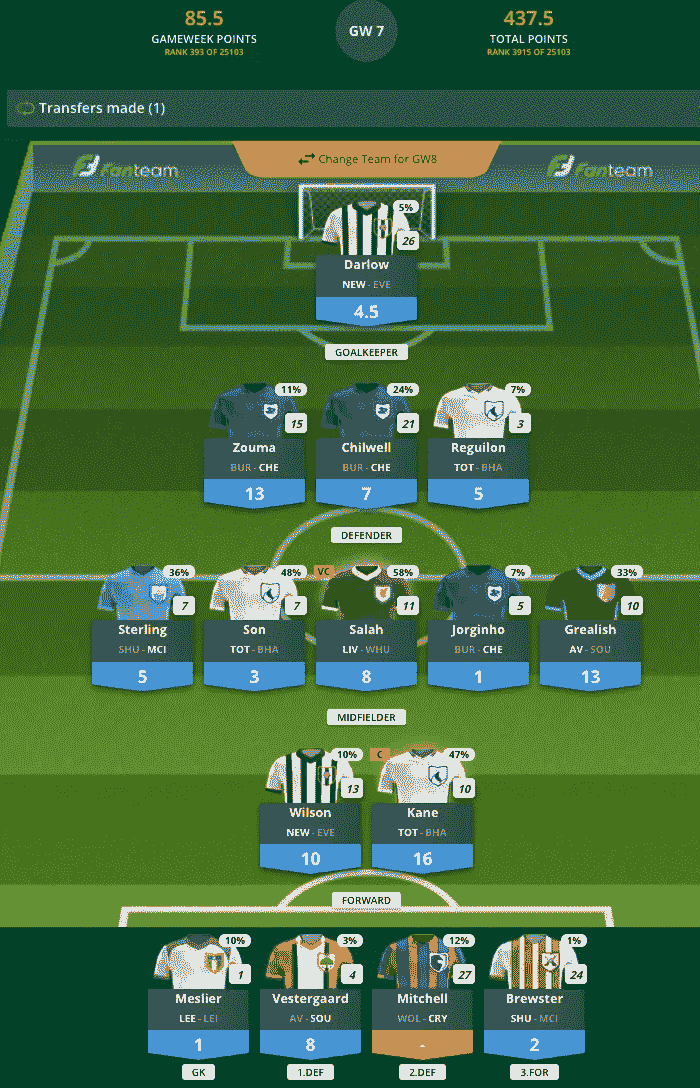 85.5
GAMEWEEK POINTS
RANK 393 OF 25103
GW 7
437.5
TOTAL POINTS
RANK 3915 OF 25103
Transfers made (1)
Fanteam
Change Team for GW8
Fanteam
5%
26
Darlow
NEW - EVE
4.5
GOALKEEPER
11% 24% 7%
15 21 3
Zouma Chilwell Reguilon
BUR - CHE BUR - CHE TOT - BHA
13 7 5
DEFENDER
36% 48% VC 58% 7% 33%
7 7 11 5 10
Sterling Son Salah Jorginho Grealish
SHU - MCI TOT - BHA LIV - WHU BUR - CHE AV - SOU
5 3 8 1 13
MIDFIELDER
10% C 47%
13 10
Wilson Kane
NEW - EVE TOT - BHA
10 16
FORWARD
10% 3% 12% 1%
1 4 27 24
Meslier Vestergaard Mitchell Brewster
LEE - LEI AV - SOU WOL - CRY SHU - MCI
1 8 - 2
GK 1.DEF 2.DEF 3.FOR